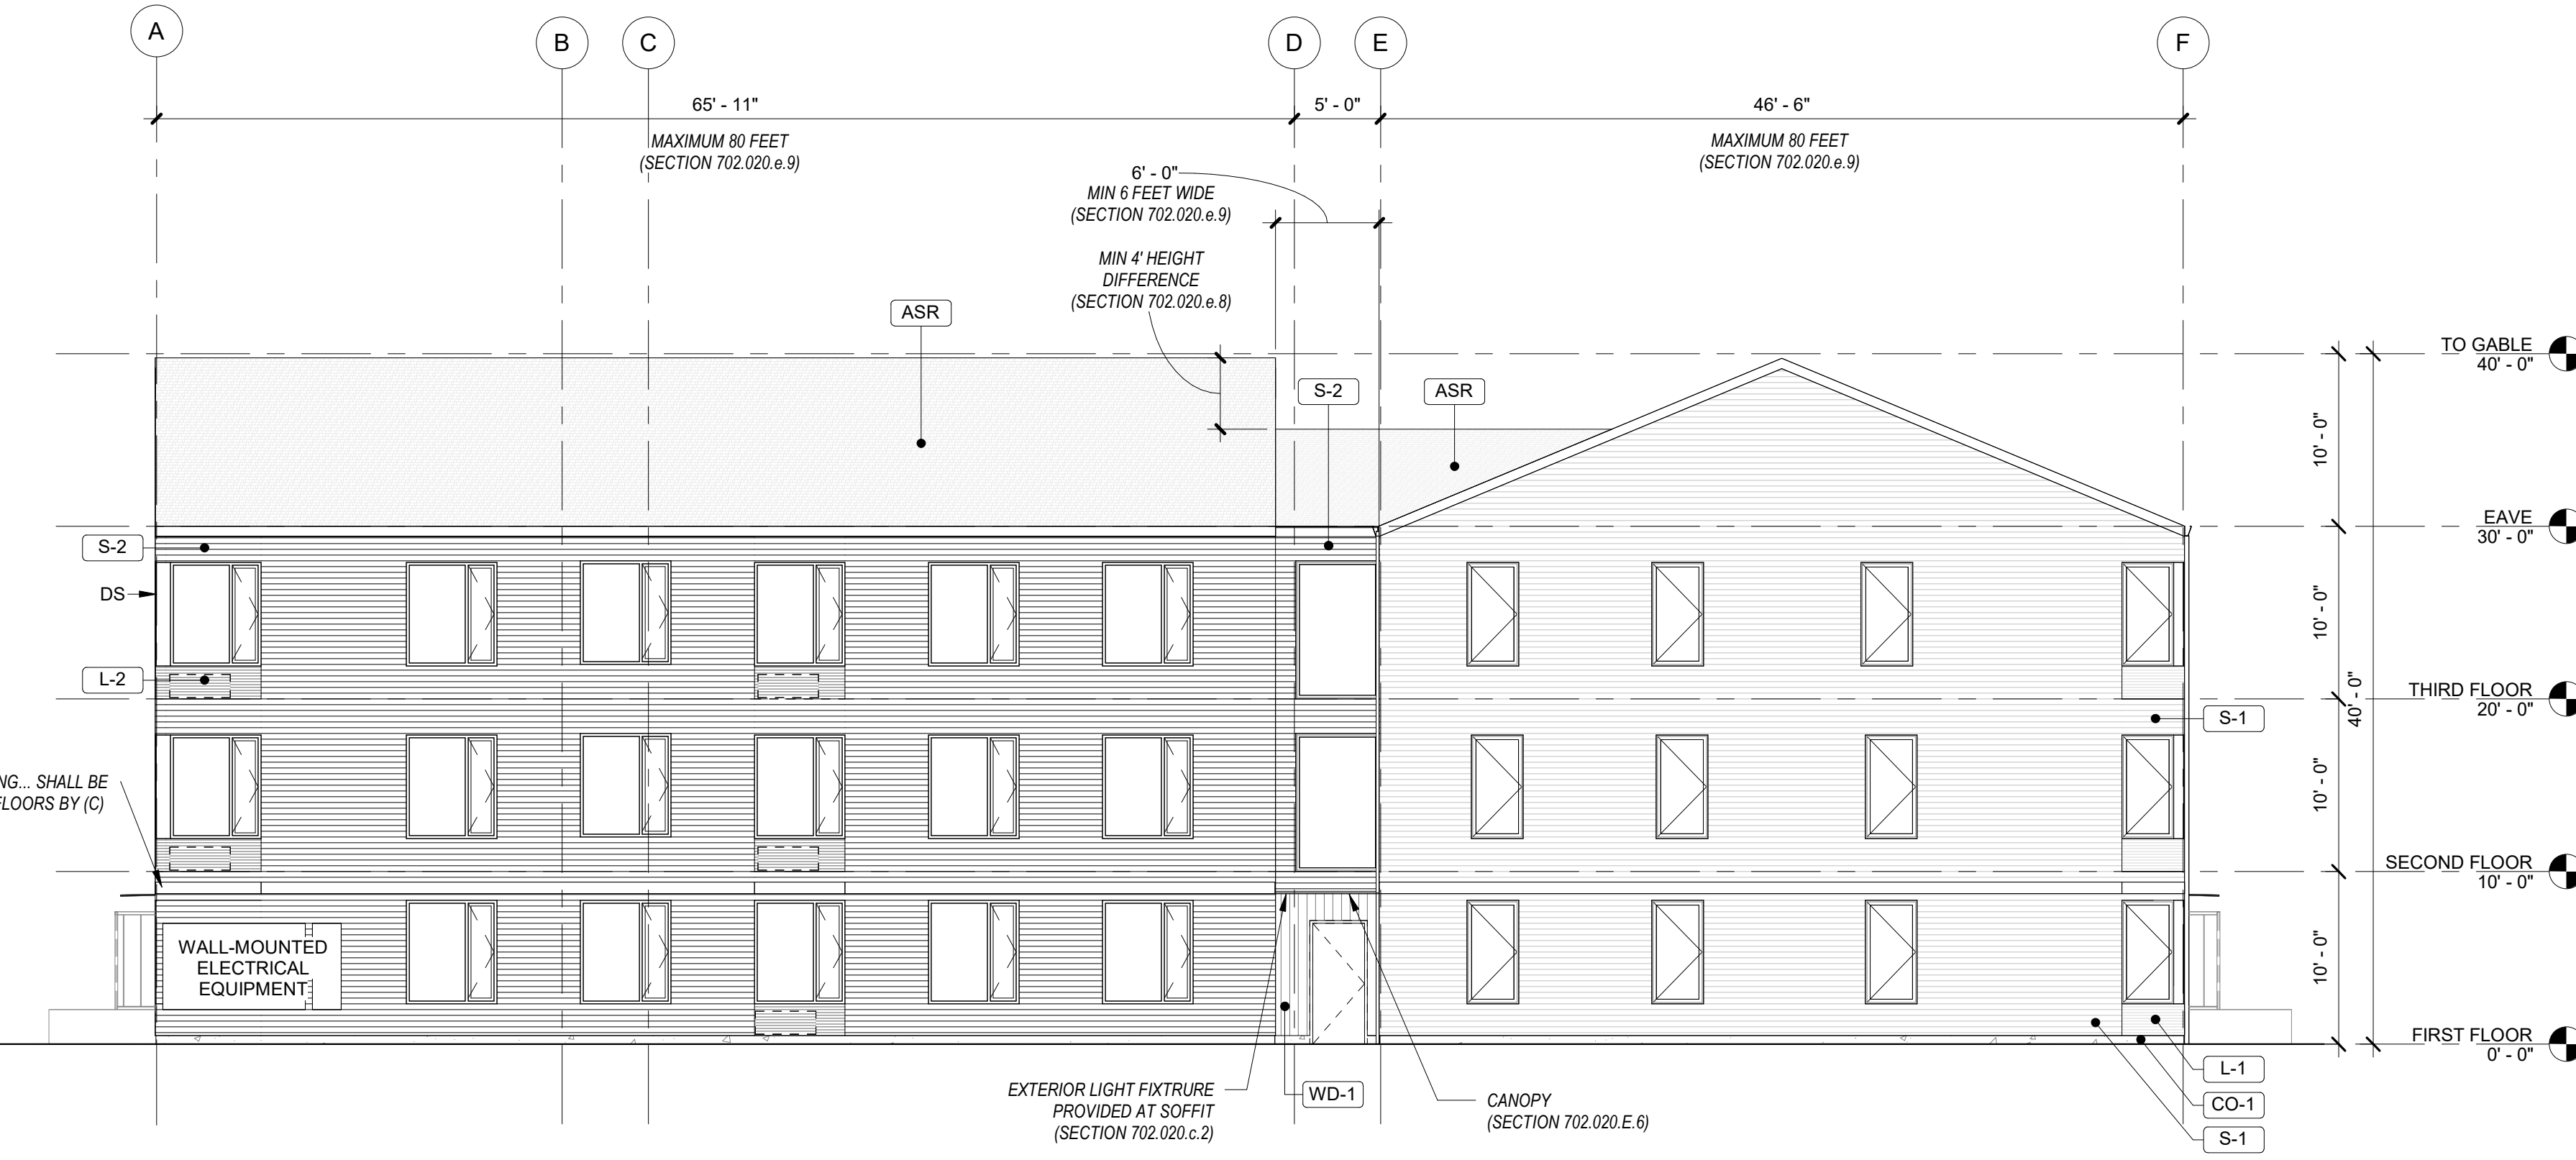 A
B
C
D
E
F
65' - 11"
5' - 0"
46' - 6"
MAXIMUM 80 FEET
(SECTION 702.020.e.9)
MAXIMUM 80 FEET
(SECTION 702.020.e.9)
6' - 0"
MIN 6 FEET WIDE
(SECTION 702.020.e.9)
MIN 4' HEIGHT
DIFFERENCE
(SECTION 702.020.e.8)
ASR
S-2
ASR
TO GABLE
40' - 0"
10' - 0"
S-2
EAVE
30' - 0"
DS
10' - 0"
L-2
THIRD FLOOR
20' - 0"
40' - 0"
S-1
NG... SHALL BE
FLOORS BY (C)
10' - 0"
SECOND FLOOR
10' - 0"
WALL-MOUNTED
ELECTRICAL
EQUIPMENT
10' - 0"
FIRST FLOOR
0' - 0"
EXTERIOR LIGHT FIXTRURE
PROVIDED AT SOFFIT
(SECTION 702.020.c.2)
WD-1
CANOPY
(SECTION 702.020.E.6)
L-1
CO-1
S-1